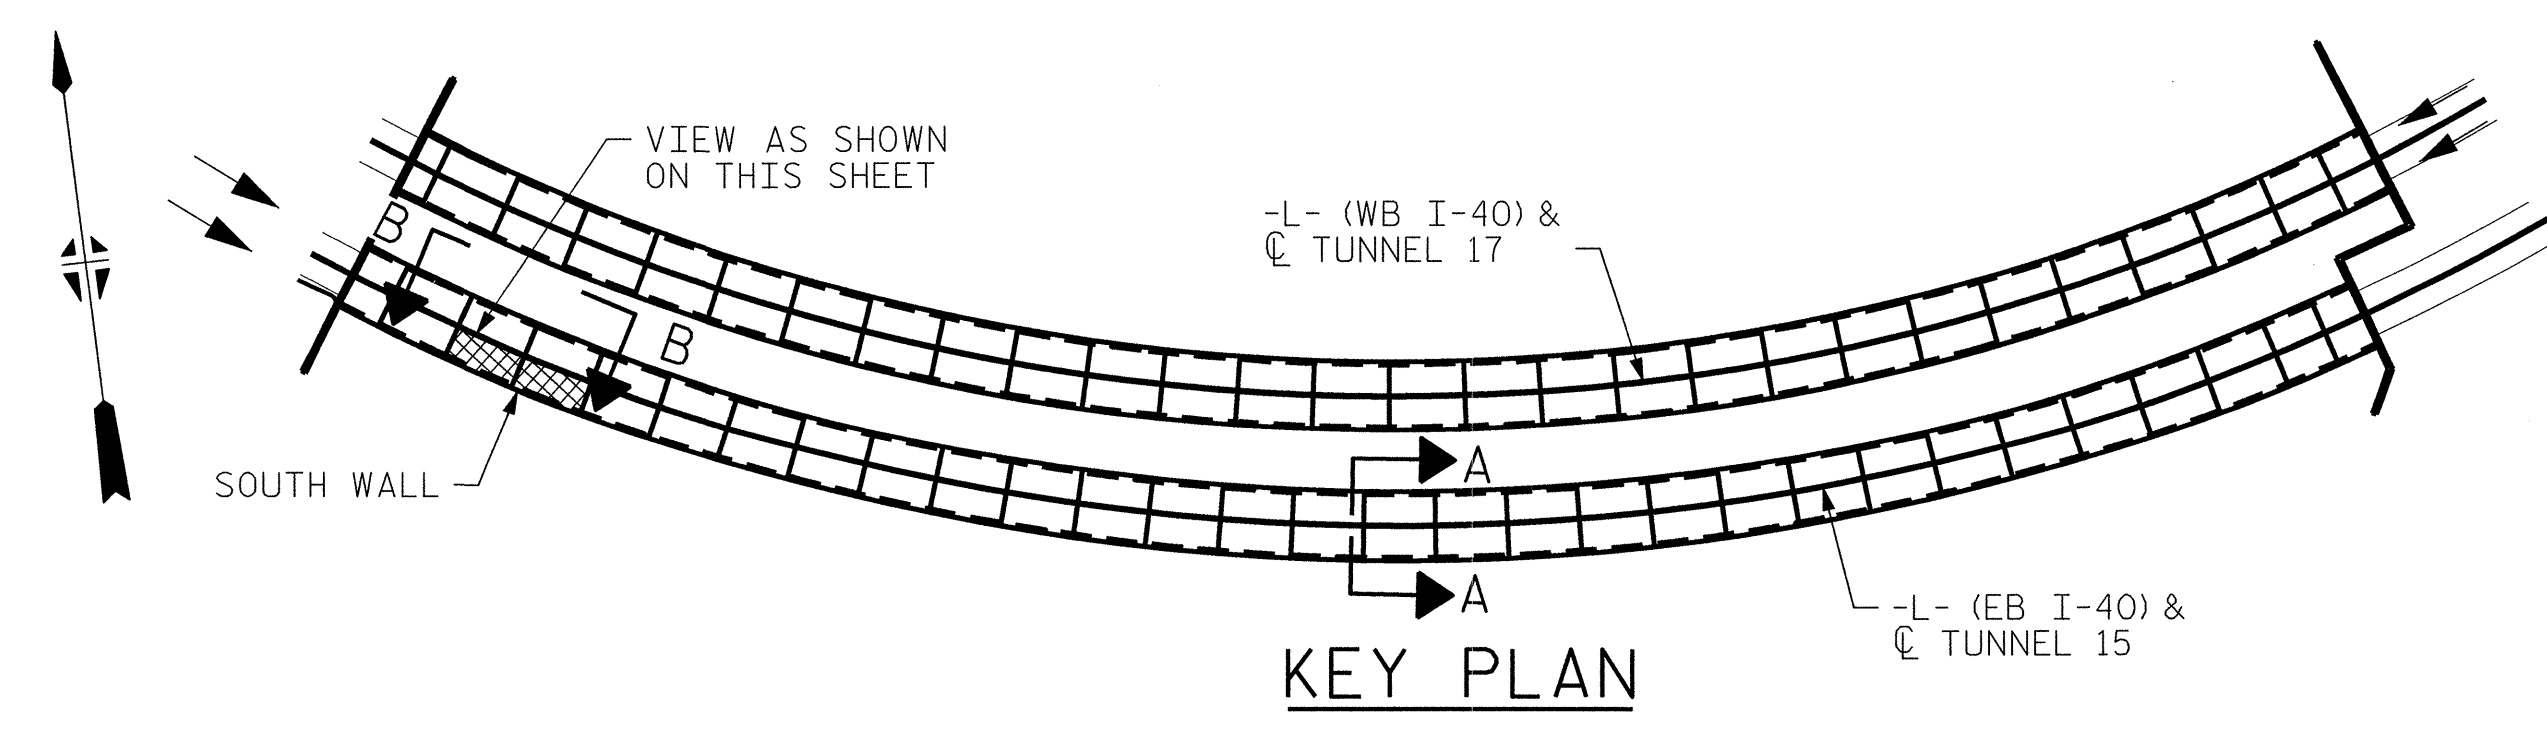 VIEW AS SHOWN
ON THIS SHEET
-L- (WB I-40) &
℄ TUNNEL 17
B
B
SOUTH WALL
A
A
-L- (EB I-40) &
℄ TUNNEL 15
KEY PLAN